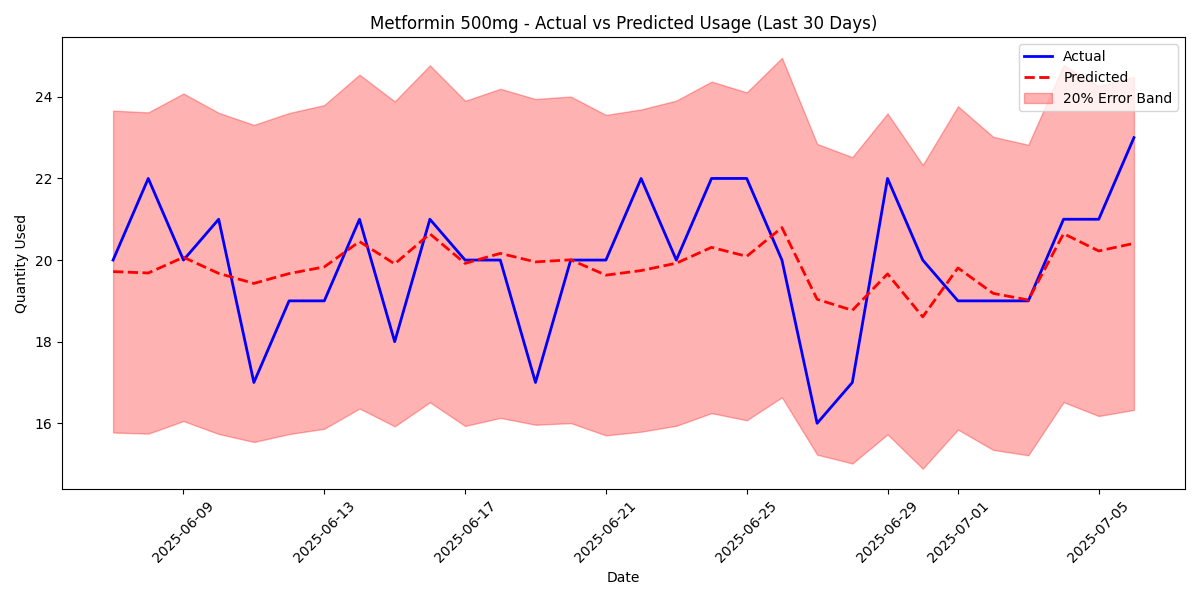 Metformin 500mg - Actual vs Predicted Usage (Last 30 Days)
Actual
Predicted
20% Error Band
Quantity Used
24
22
20
18
16
2025-06-09
2025-06-13
2025-06-17
2025-06-21
2025-06-25
2025-06-29
2025-07-01
2025-07-05
Date